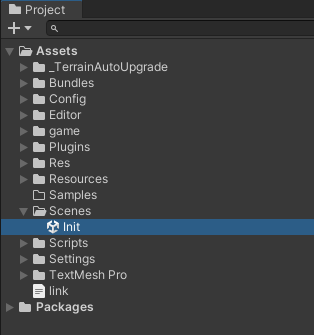 Project
Assets
_TerrainAutoUpgrade
Bundles
Config
Editor
game
Plugins
Res
Resources
Samples
Scenes
Init
Scripts
Settings
TextMesh Pro
link
Packages